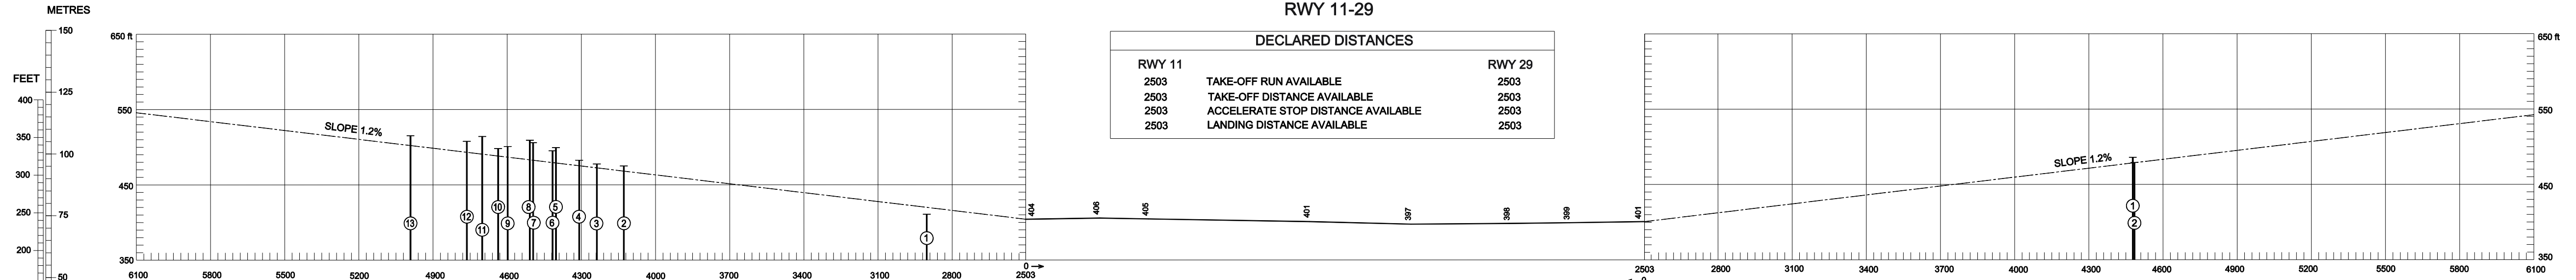 RWY 11-29
METRES
150
125
100
75
50
FEET
400
350
300
250
200
650 ft
550
450
350
SLOPE 1.2%
13
12
11
10
9
8
7
6
5
4
3
2
1
6100 5800 5500 5200 4900 4600 4300 4000 3700 3400 3100 2800 2503
0
DECLARED DISTANCES
RWY 11 RWY 29
2503 TAKE-OFF RUN AVAILABLE 2503
2503 TAKE-OFF DISTANCE AVAILABLE 2503
2503 ACCELERATE STOP DISTANCE AVAILABLE 2503
2503 LANDING DISTANCE AVAILABLE 2503
404 406 405 401 397 398 399 401
650 ft
550
450
350
SLOPE 1.2%
1
2
2503 2800 3100 3400 3700 4000 4300 4600 4900 5200 5500 5800 6100